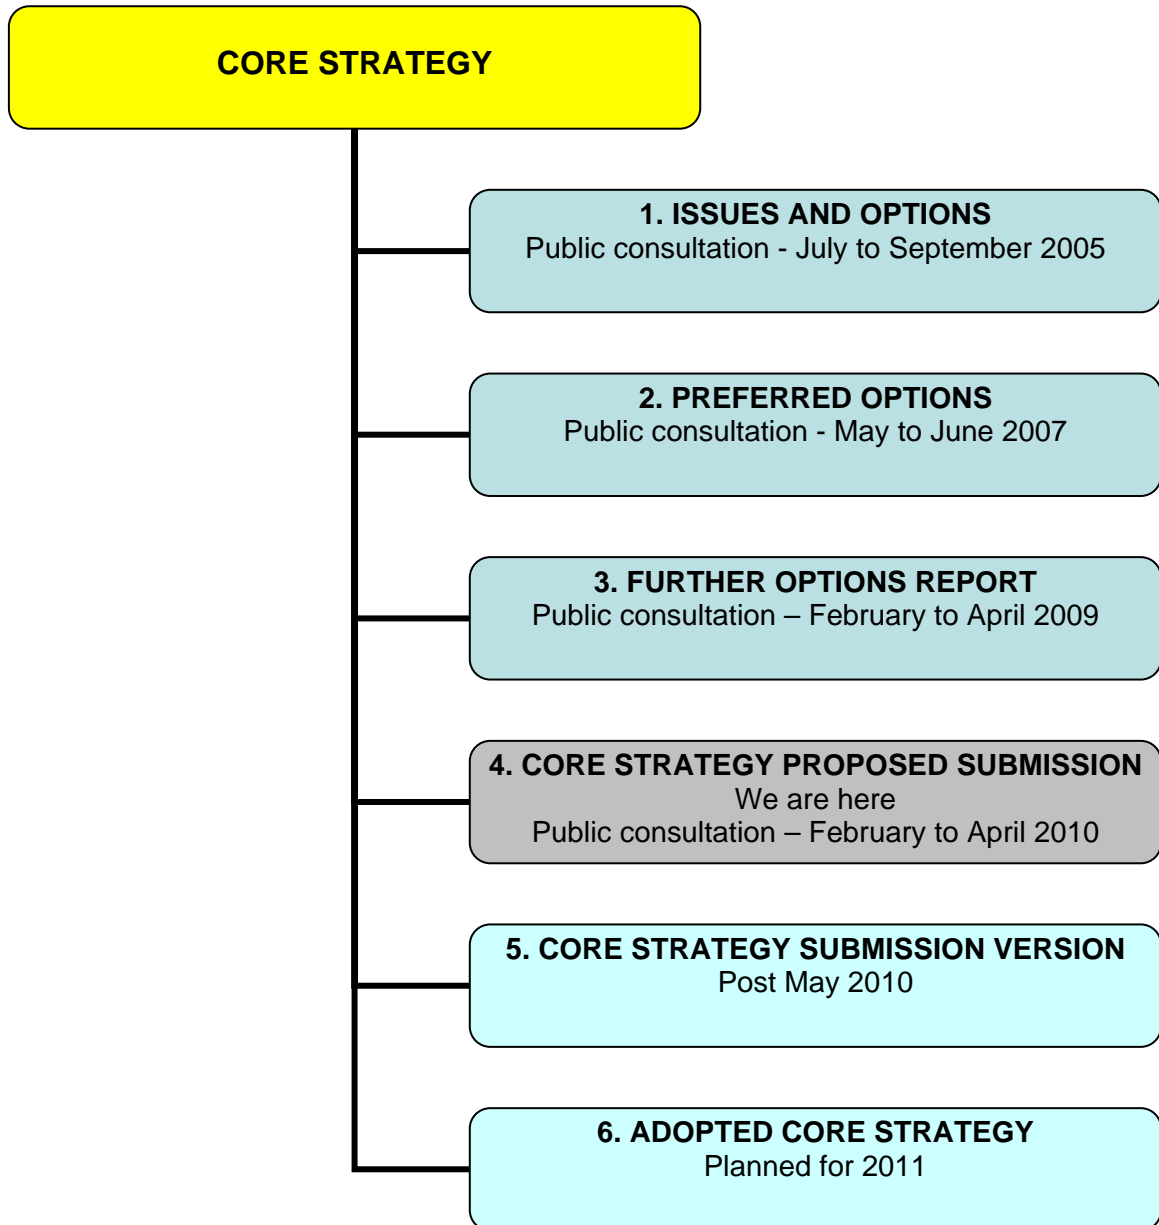 CORE STRATEGY
1. ISSUES AND OPTIONS
Public consultation - July to September 2005
2. PREFERRED OPTIONS
Public consultation - May to June 2007
3. FURTHER OPTIONS REPORT
Public consultation – February to April 2009
4. CORE STRATEGY PROPOSED SUBMISSION
We are here
Public consultation – February to April 2010
5. CORE STRATEGY SUBMISSION VERSION
Post May 2010
6. ADOPTED CORE STRATEGY
Planned for 2011